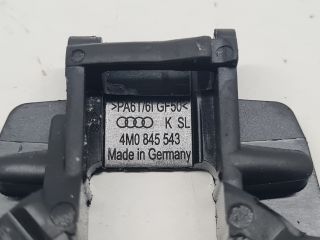 >PA6T/6I GF50<
K SL
4M0 845 543
Made in Germany